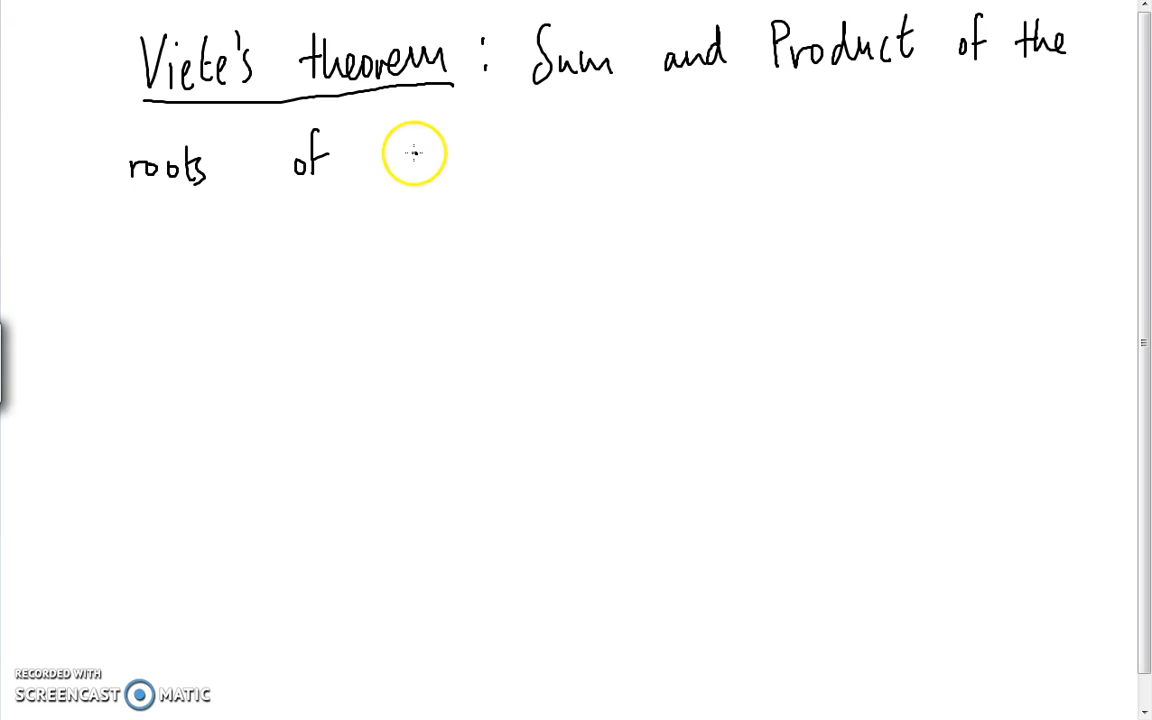 Viete's theorem : Sum and Product of the
roots of
RECORDED WITH
SCREENCAST MATIC